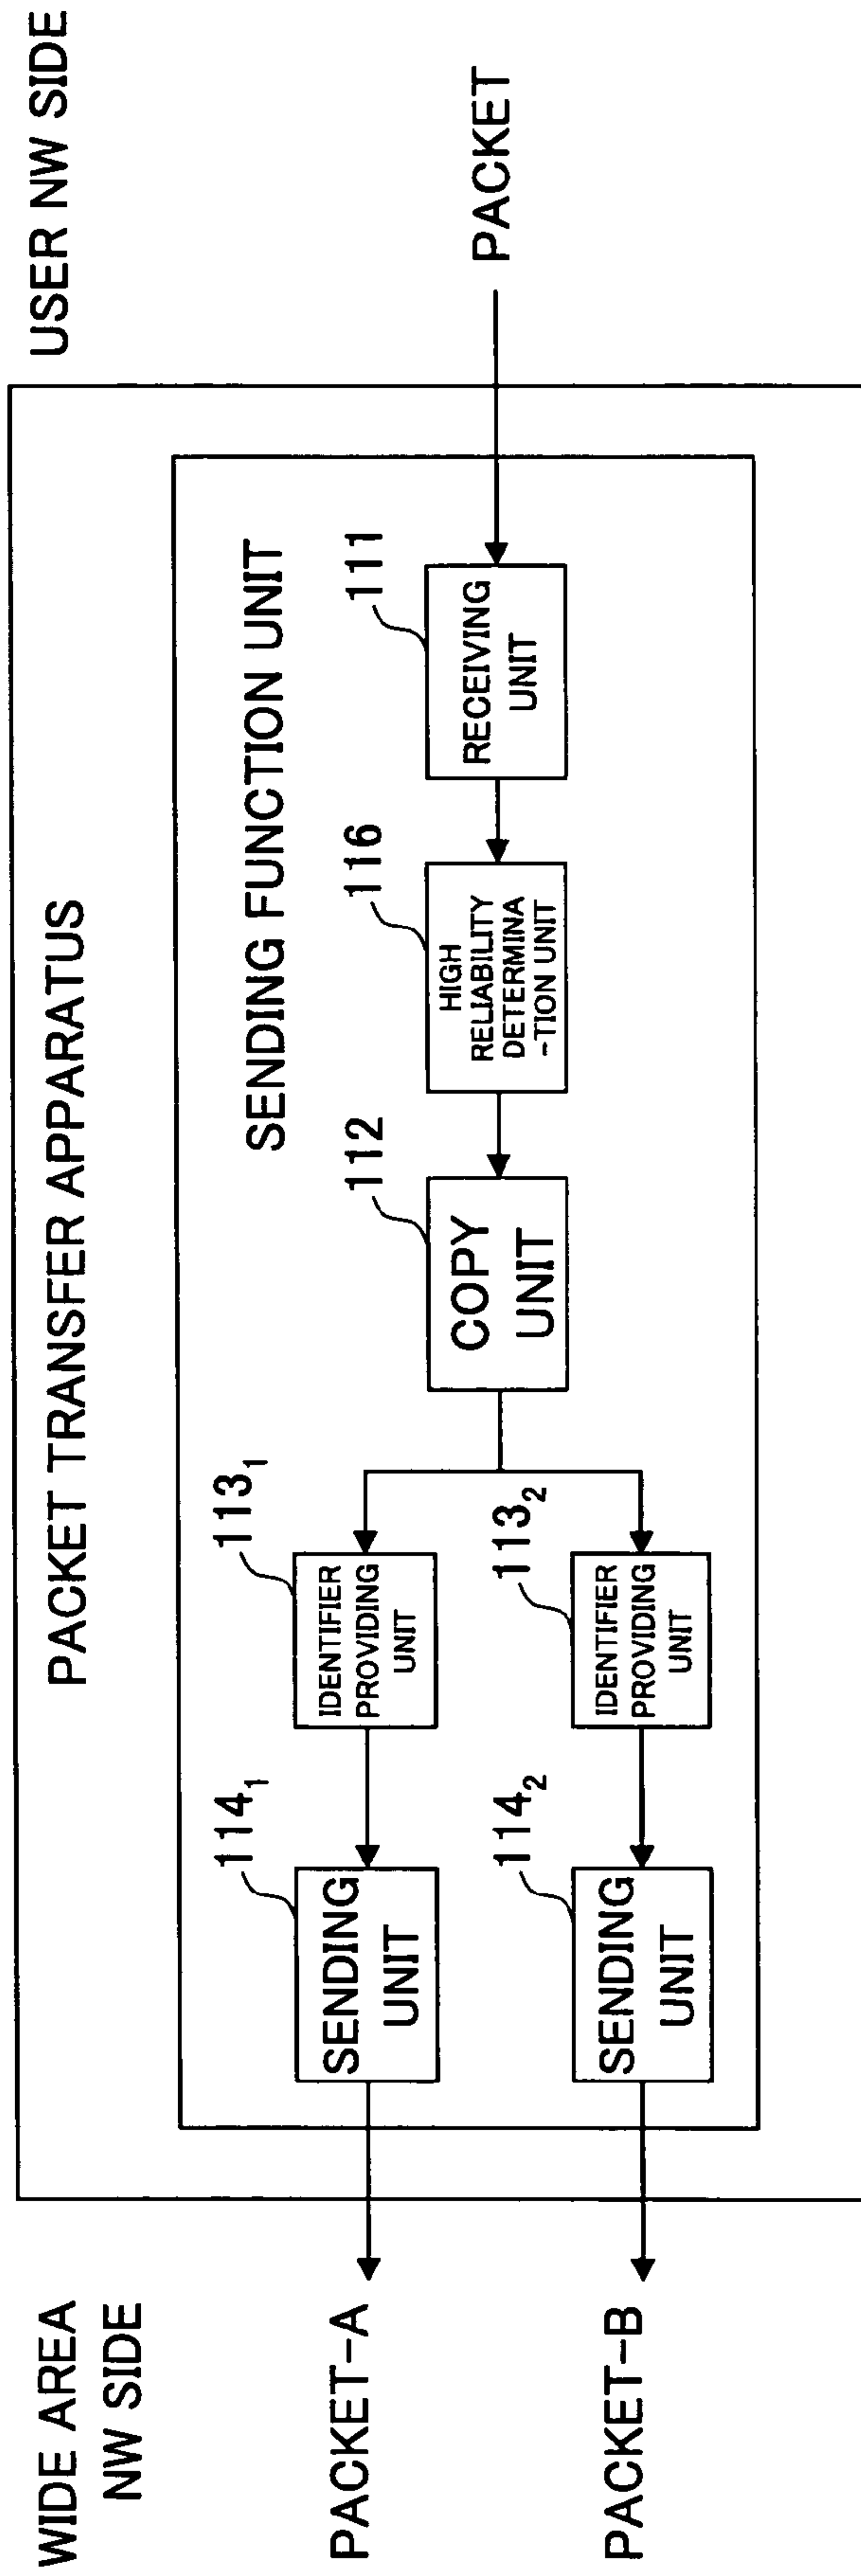 WIDE AREA
NW SIDE
PACKET TRANSFER APPARATUS
USER NW SIDE
SENDING FUNCTION UNIT
114₁
113₁
112
116
111
SENDING
UNIT
IDENTIFIER
PROVIDING
UNIT
COPY
UNIT
HIGH
RELIABILITY
DETERMINA
-TION UNIT
RECEIVING
UNIT
PACKET
PACKET-A
114₂
113₂
SENDING
UNIT
IDENTIFIER
PROVIDING
UNIT
PACKET-B